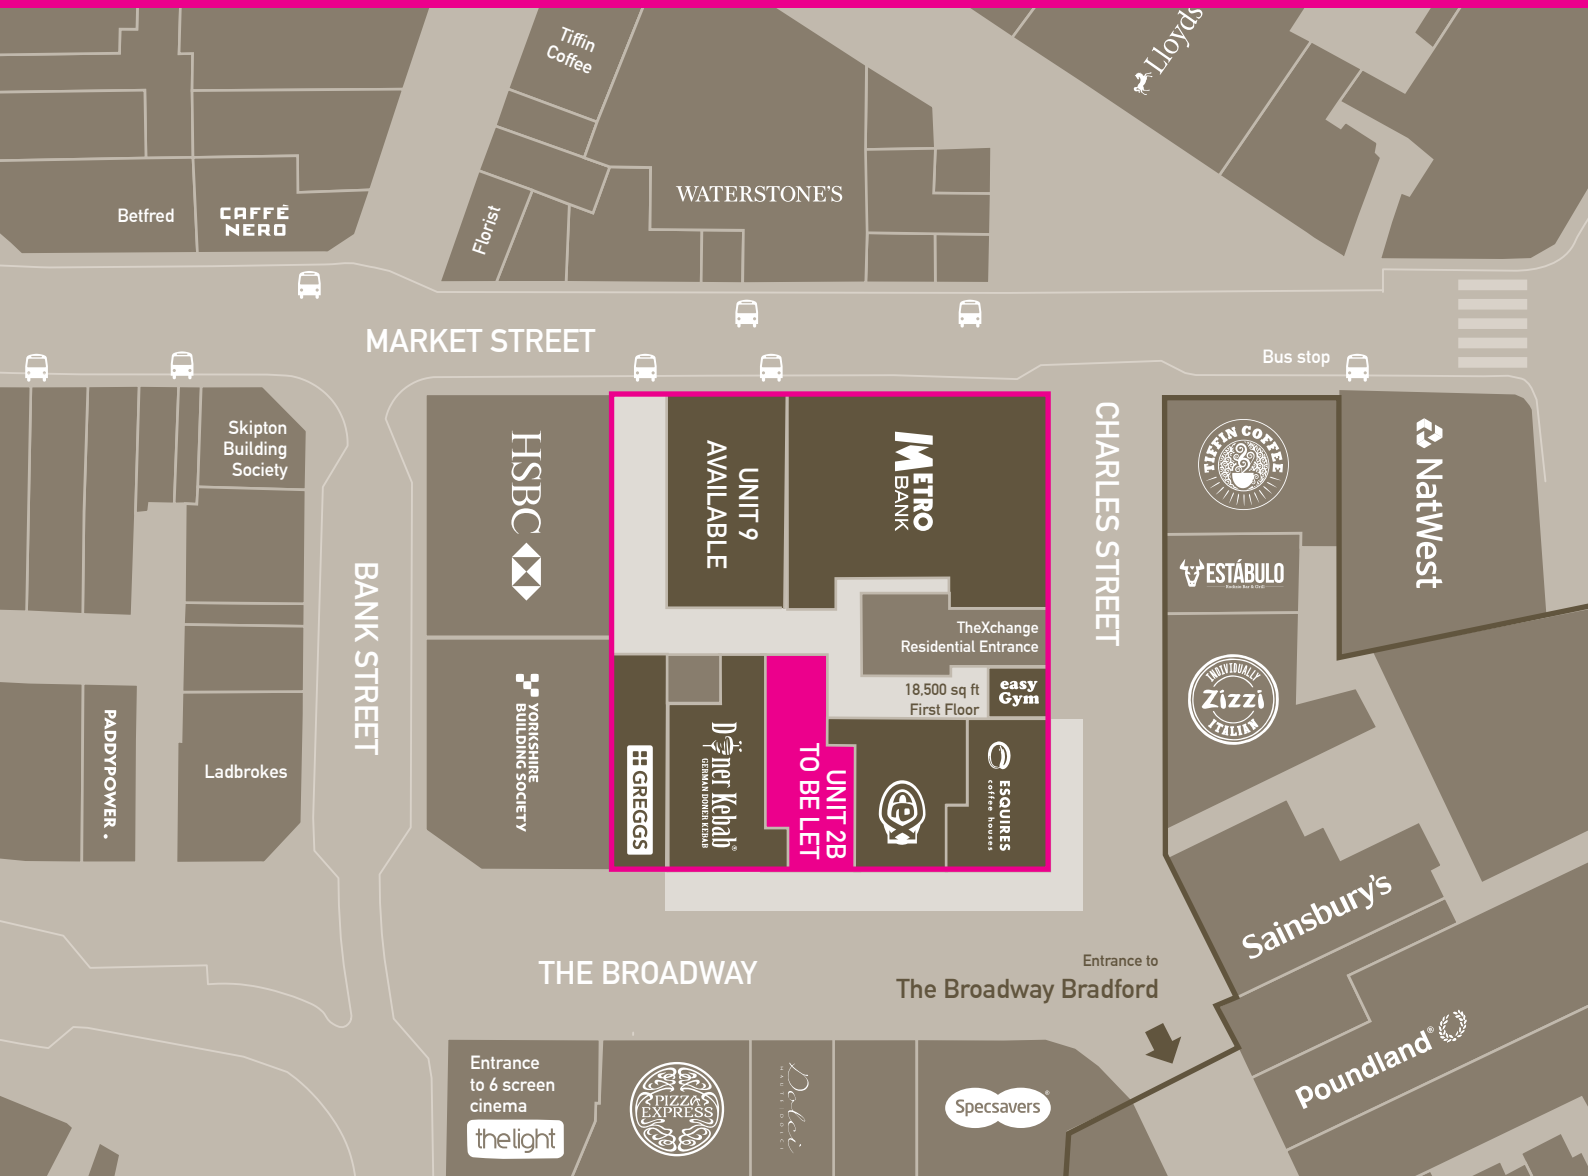 Tiffin
Coffee
Lloyds
WATERSTONE'S
Betfred
CAFFÈ
NERO
Florist
MARKET STREET
Bus stop
Skipton
Building
Society
HSBC
UNIT 9
AVAILABLE
METRO
BANK
CHARLES STREET
TIFFIN COFFEE
NatWest
ESTÁBULO
BANK STREET
TheXchange
Residential Entrance
18,500 sq ft
First Floor
easy
Gym
INDIVIDUALLY
Zizzi
ITALIAN
PADDYPOWER.
Ladbrokes
YORKSHIRE
BUILDING SOCIETY
GREGGS
Döner Kebab®
GERMAN DONER KEBAB
UNIT 2B
TO BE LET
ESQUIRES
coffee houses
Sainsbury's
THE BROADWAY
Entrance to
The Broadway Bradford
Poundland®
Entrance
to 6 screen
cinema
thelight
PIZZA
EXPRESS
Dolci
Specsavers®